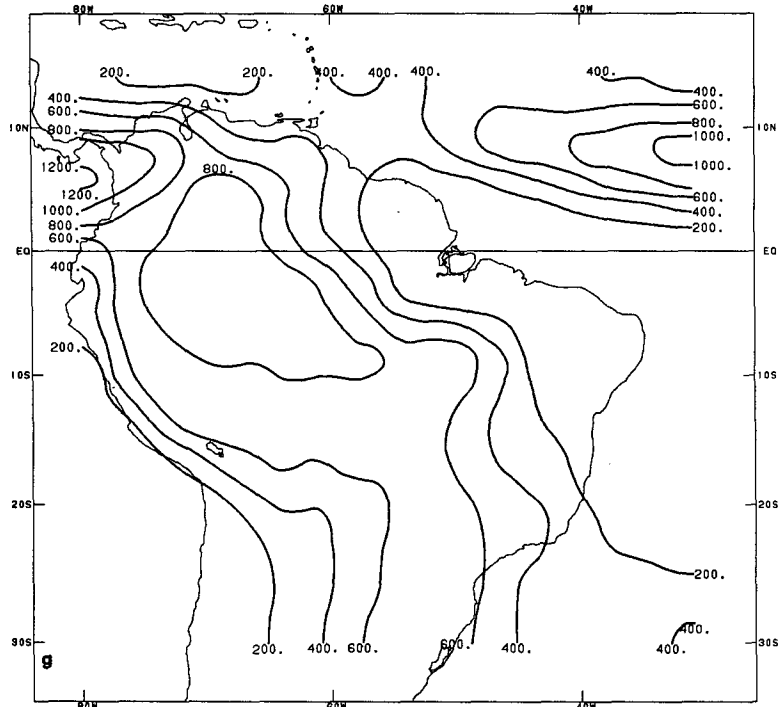 80W 60W 40W
200. 200. 400. 400. 400. 400.
400. 400.
600. 600.
10N 800. 800. 10N
1000.
1200. 800. 1000.
1200.
1000. 600.
800. 400.
600. 200.
EQ EQ
400.
200.
10S 10S
20S 20S
200.
400.
30S 200. 400. 600. 600. 400. 400. 30S
g
80W 60W 40W